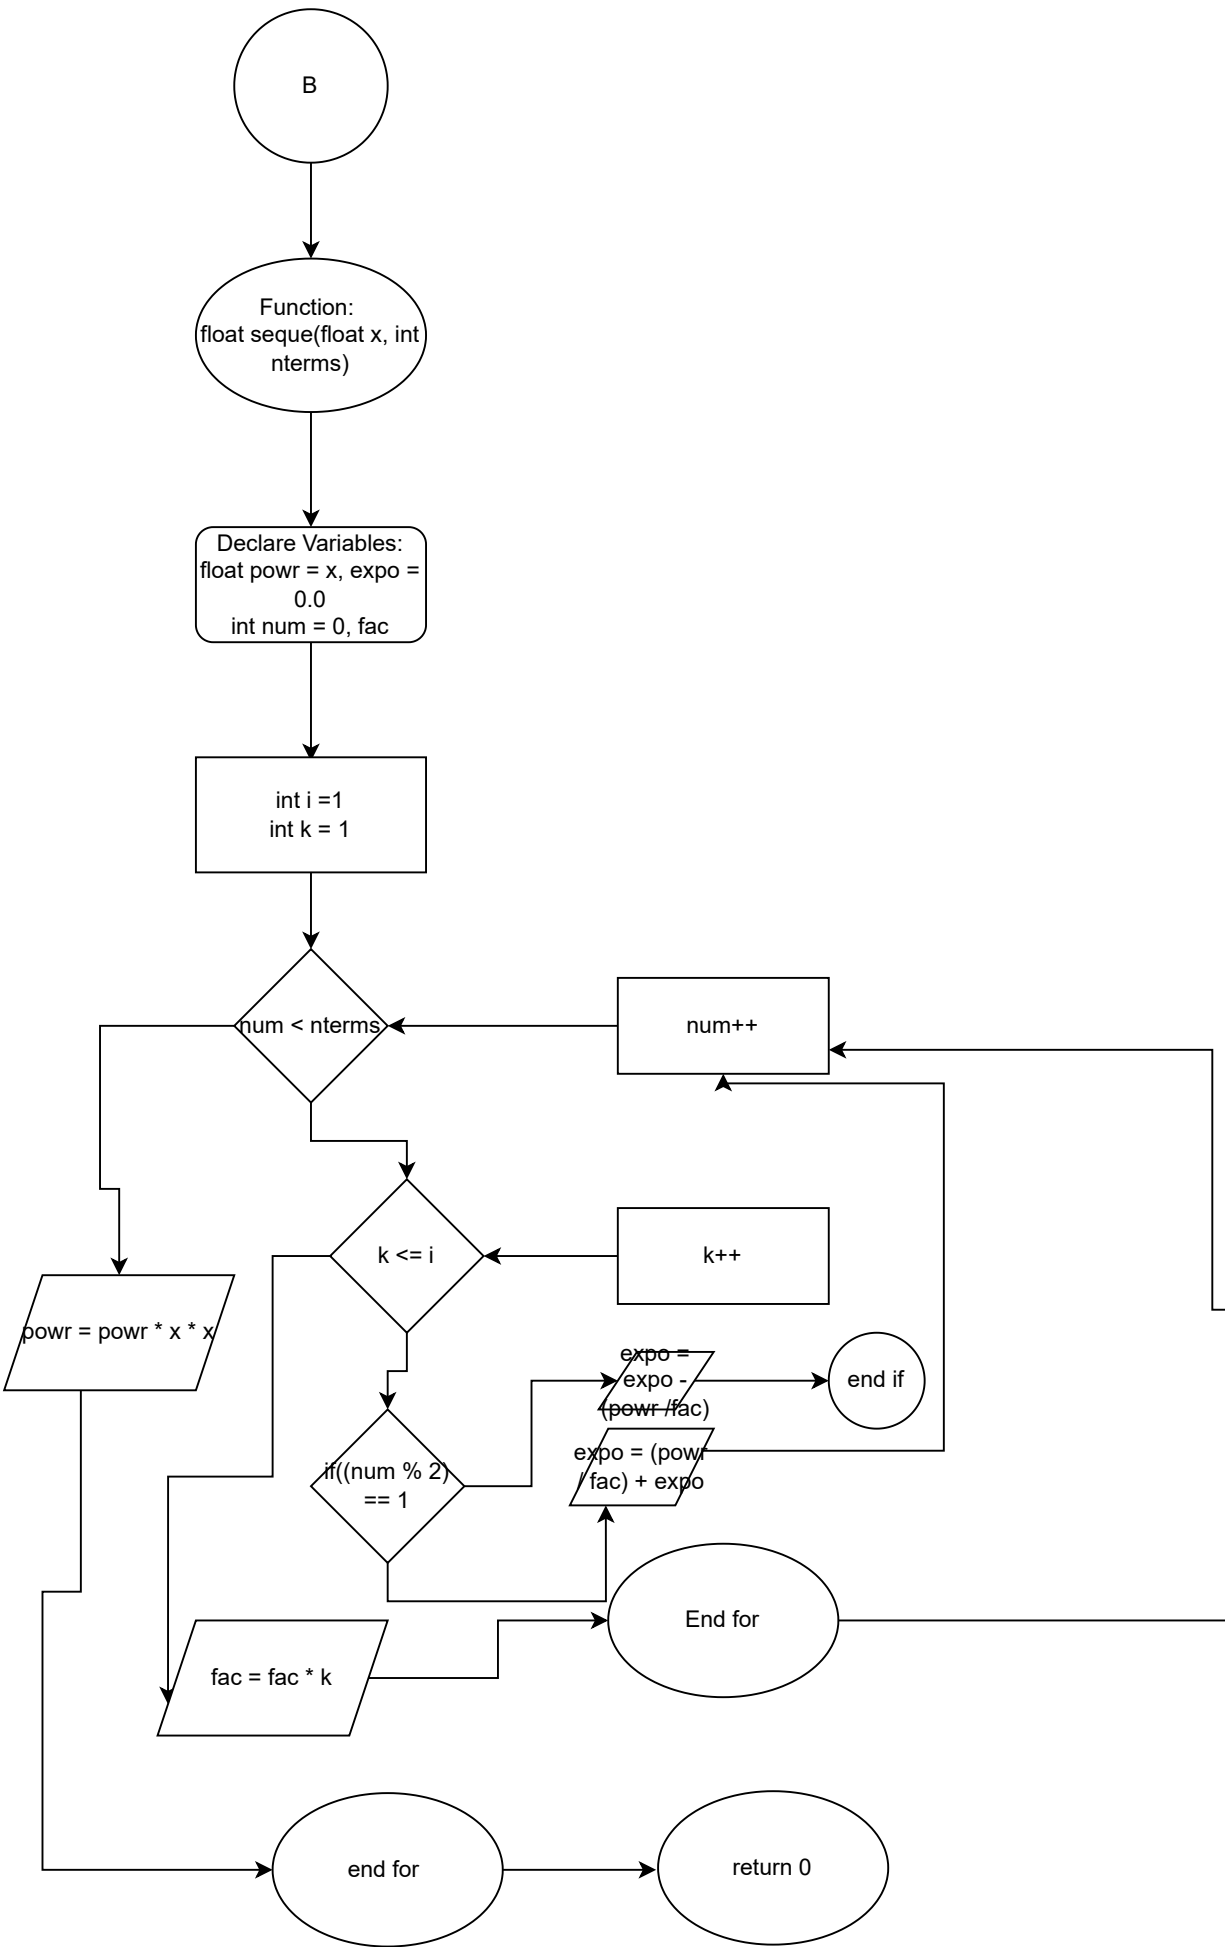 B
Function:
float seque(float x, int
nterms)
Declare Variables:
float powr = x, expo =
0.0
int num = 0, fac
int i =1
int k = 1
num < nterms
num++
k <= i
k++
powr = powr * x * x
expo =
expo -
(powr /fac)
end if
if((num % 2)
== 1
expo = (powr
/ fac) + expo
fac = fac * k
End for
end for
return 0